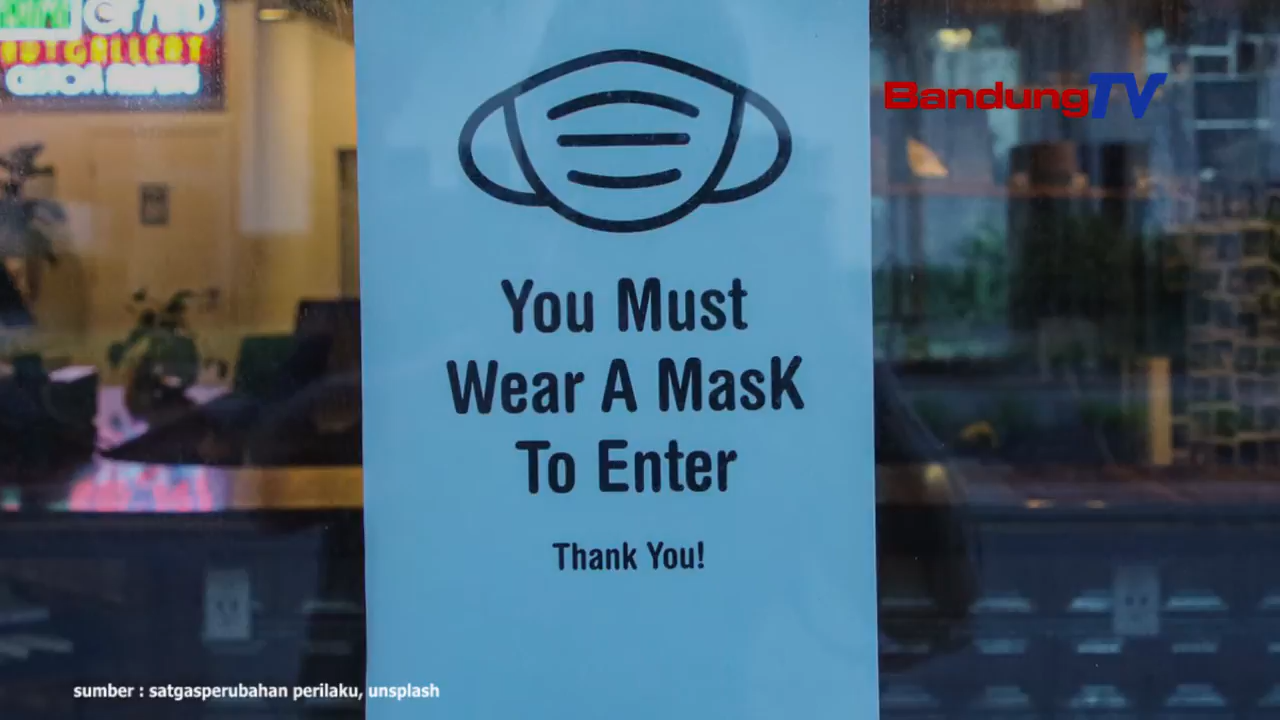 BandungTV
You Must
Wear A MasK
To Enter
Thank You!
sumber : satgasperubahan perilaku, unsplash